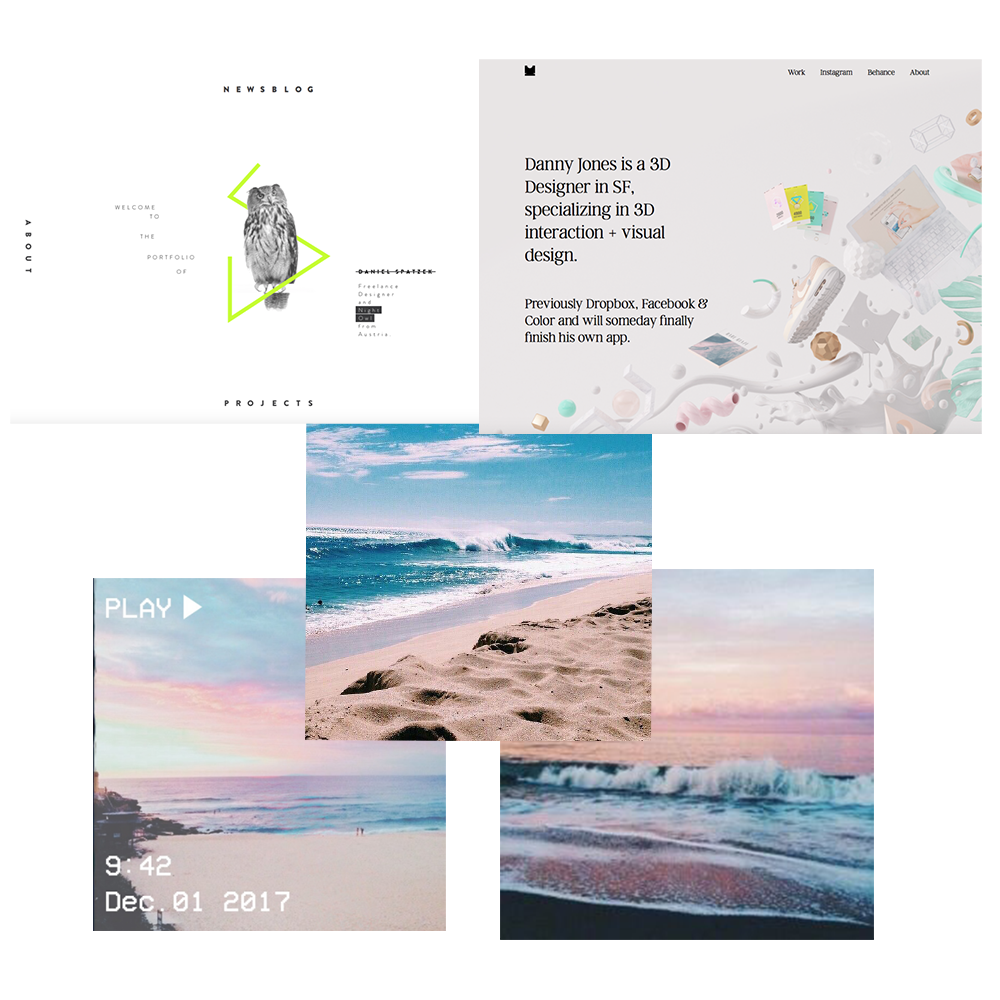 NEWSBLOG
ABOUT
WELCOME
TO
THE
PORTFOLIO
OF
DANIEL SPATZEK
Freelance
Designer
and
Night
Owl
from
Austria.
PROJECTS
Work Instagram Behance About
Danny Jones is a 3D
Designer in SF,
specializing in 3D
interaction + visual
design.
Previously Dropbox, Facebook &
Color and will someday finally
finish his own app.
PLAY
9:42
Dec.01 2017